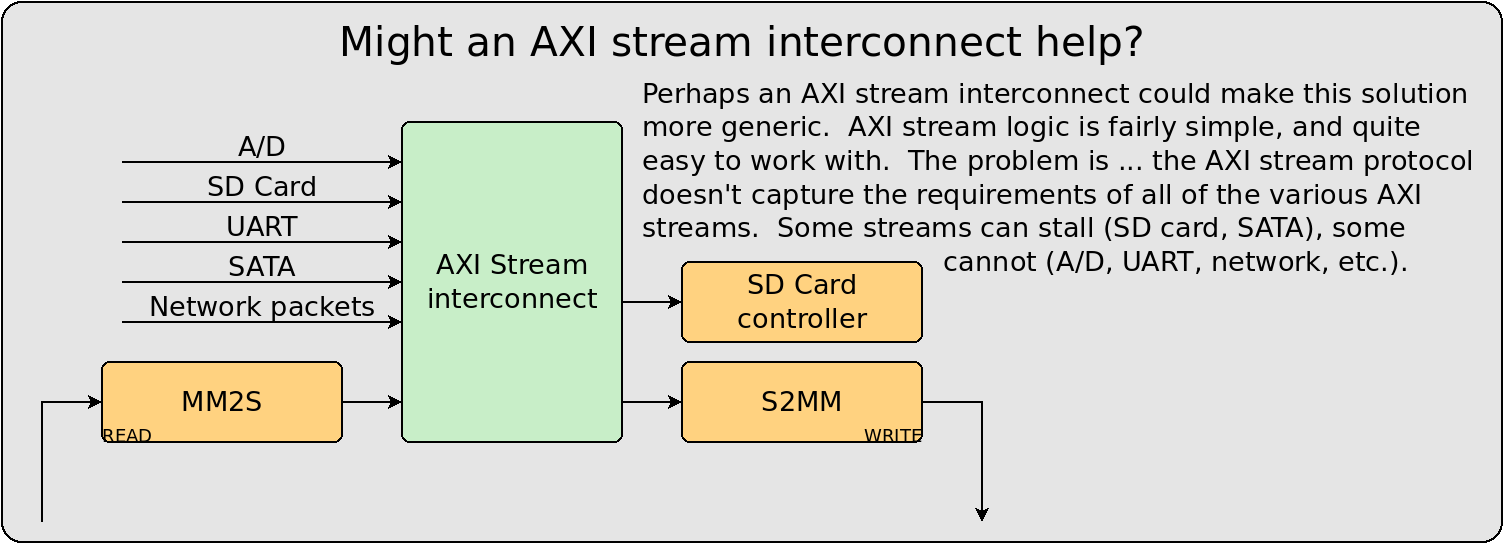 Might an AXI stream interconnect help?
Perhaps an AXI stream interconnect could make this solution
more generic.  AXI stream logic is fairly simple, and quite
easy to work with.  The problem is ... the AXI stream protocol
doesn't capture the requirements of all of the various AXI
streams.  Some streams can stall (SD card, SATA), some
cannot (A/D, UART, network, etc.).
A/D
SD Card
UART
SATA
Network packets
AXI Stream
interconnect
SD Card
controller
MM2S
READ
S2MM
WRITE